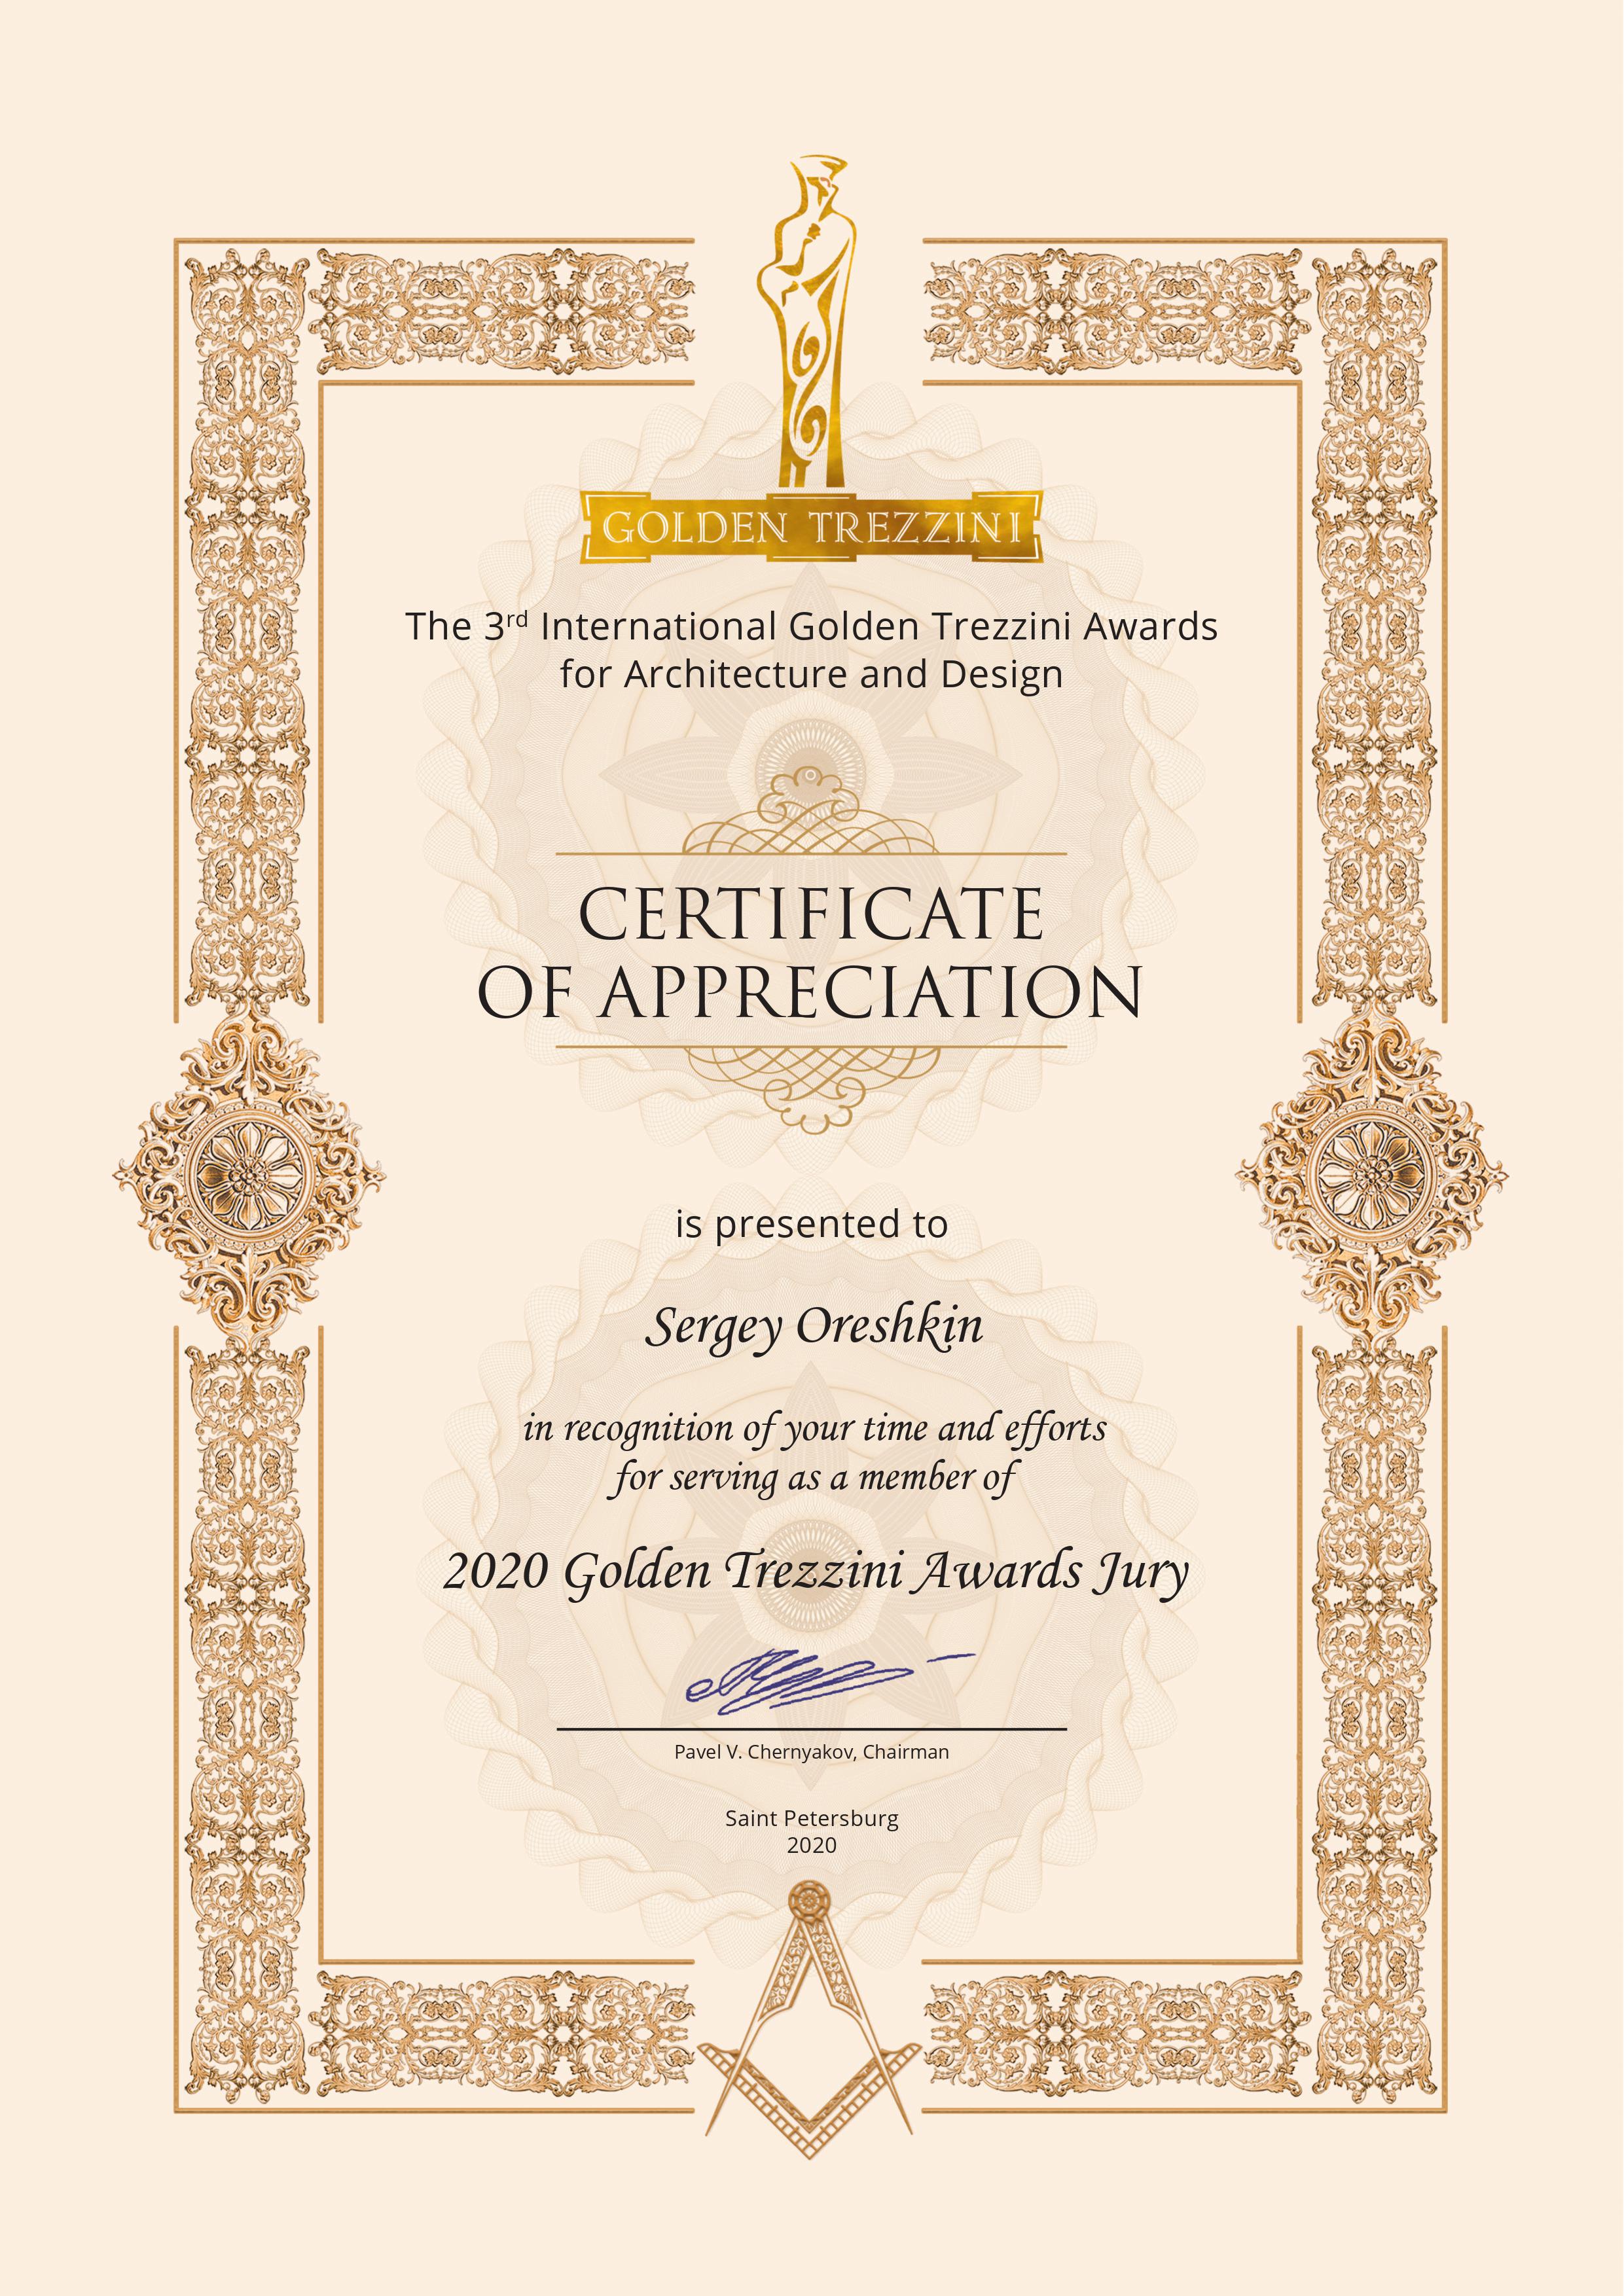 GOLDEN TREZZINI
The 3rd International Golden Trezzini Awards
for Architecture and Design
CERTIFICATE
OF APPRECIATION
is presented to
Sergey Oreshkin
in recognition of your time and efforts
for serving as a member of
2020 Golden Trezzini Awards Jury
Pavel V. Chernyakov, Chairman
Saint Petersburg
2020